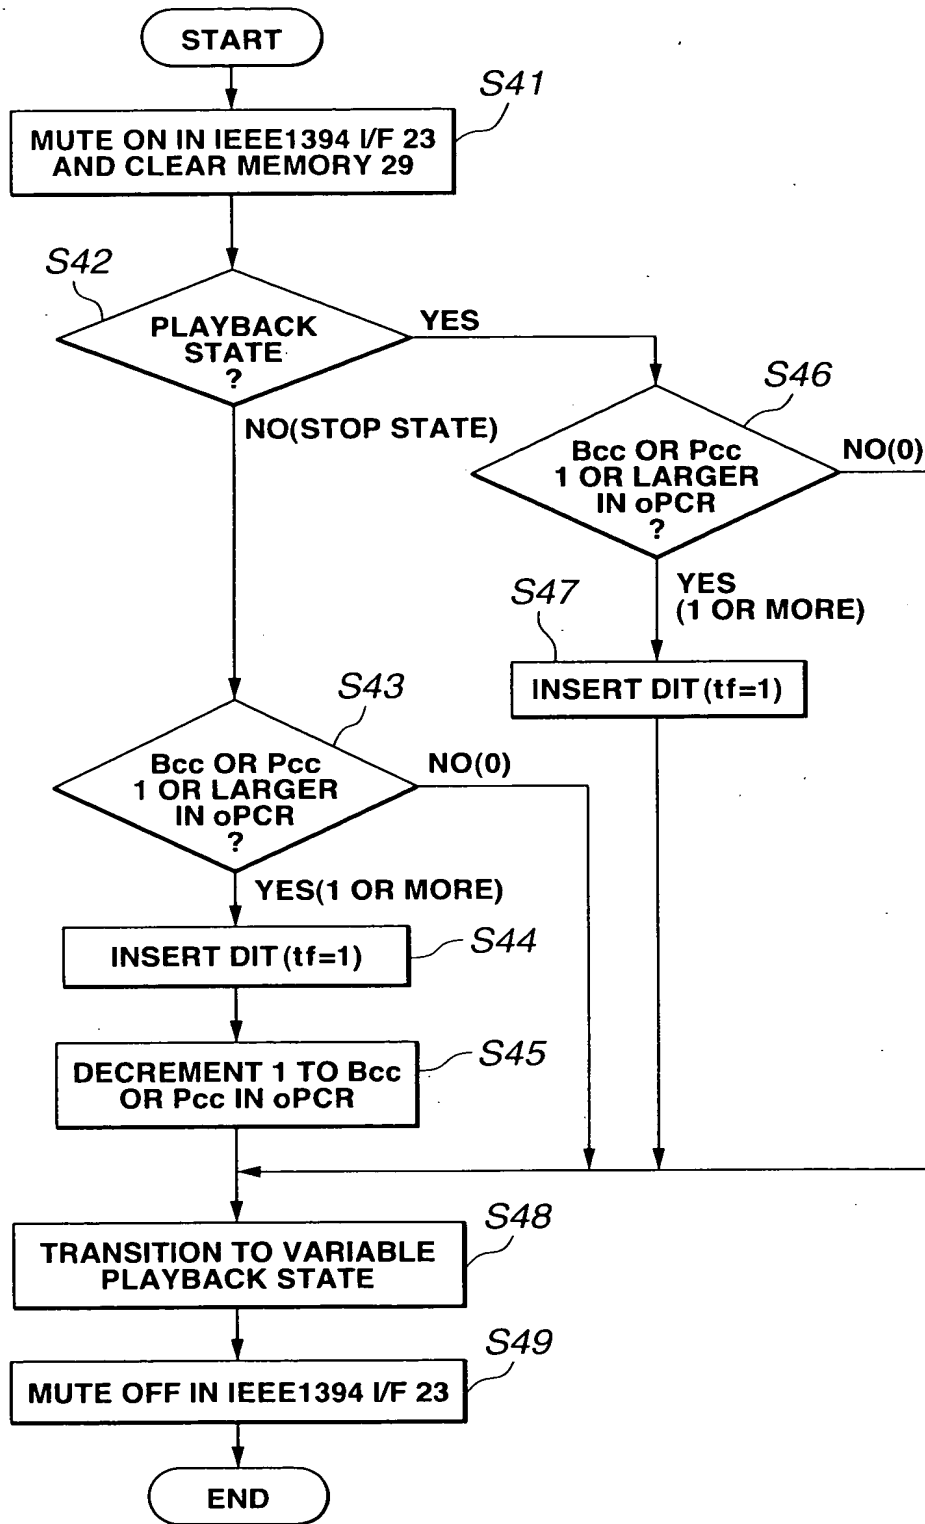 START
S41
MUTE ON IN IEEE1394 I/F 23
AND CLEAR MEMORY 29
S42
PLAYBACK
STATE
?
YES
NO(STOP STATE)
S46
Bcc OR Pcc
1 OR LARGER
IN oPCR
?
NO(0)
YES
(1 OR MORE)
S47
INSERT DIT(tf=1)
S43
Bcc OR Pcc
1 OR LARGER
IN oPCR
?
NO(0)
YES(1 OR MORE)
INSERT DIT(tf=1)
S44
DECREMENT 1 TO Bcc
OR Pcc IN oPCR
S45
S48
TRANSITION TO VARIABLE
PLAYBACK STATE
S49
MUTE OFF IN IEEE1394 I/F 23
END